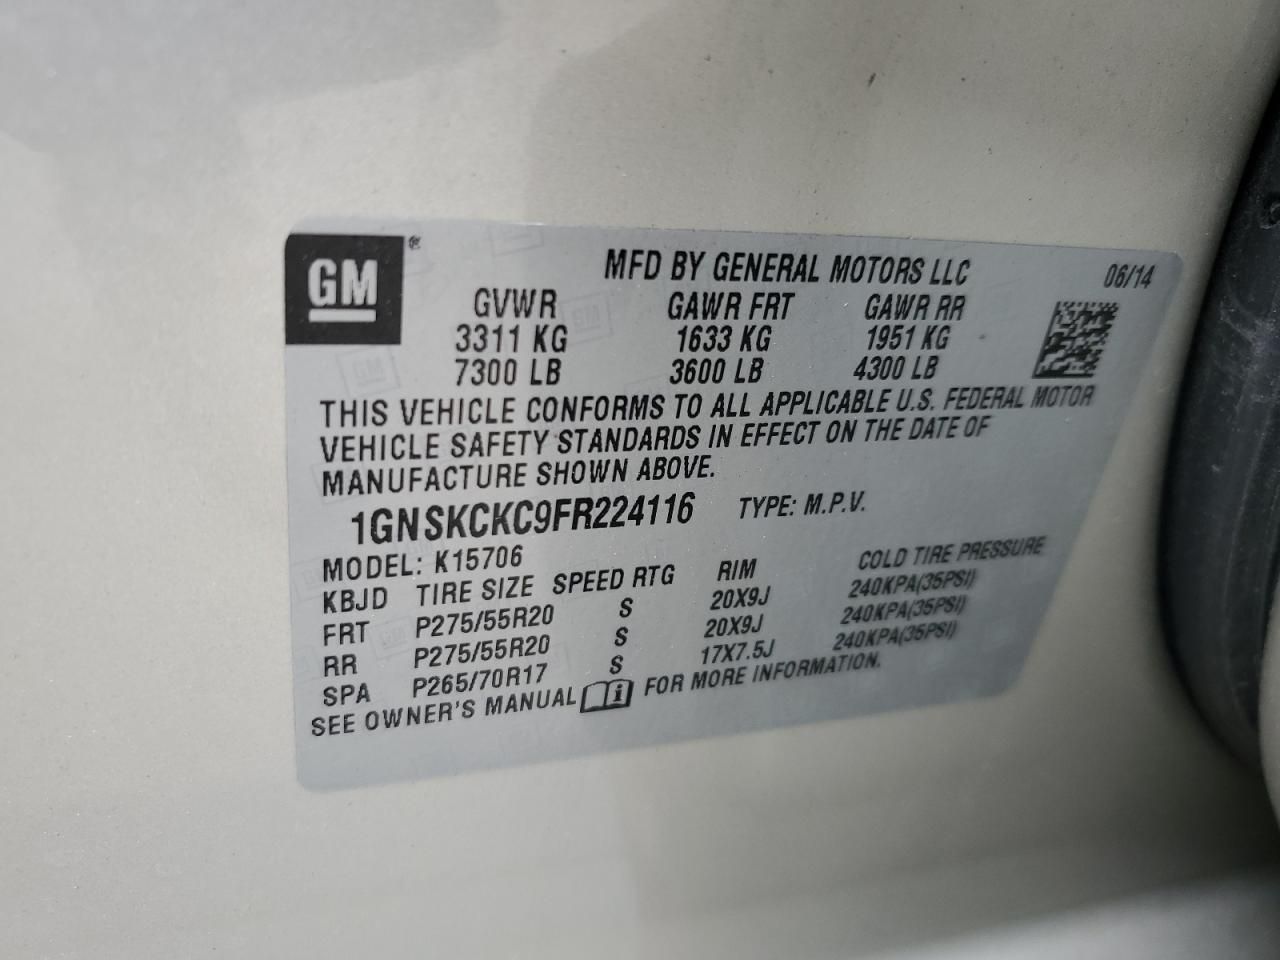 GM®
MFD BY GENERAL MOTORS LLC 06/14
GVWR GAWR FRT GAWR RR
3311 KG 1633 KG 1951 KG
7300 LB 3600 LB 4300 LB
THIS VEHICLE CONFORMS TO ALL APPLICABLE U.S. FEDERAL MOTOR
VEHICLE SAFETY STANDARDS IN EFFECT ON THE DATE OF
MANUFACTURE SHOWN ABOVE.
1GNSKCKC9FR224116 TYPE: M.P.V.
MODEL: K15706
KBJD TIRE SIZE SPEED RTG RIM COLD TIRE PRESSURE
FRT P275/55R20 S 20X9J 240KPA(35PSI)
RR P275/55R20 S 20X9J 240KPA(35PSI)
SPA P265/70R17 S 17X7.5J 240KPA(35PSI)
SEE OWNER'S MANUAL FOR MORE INFORMATION.